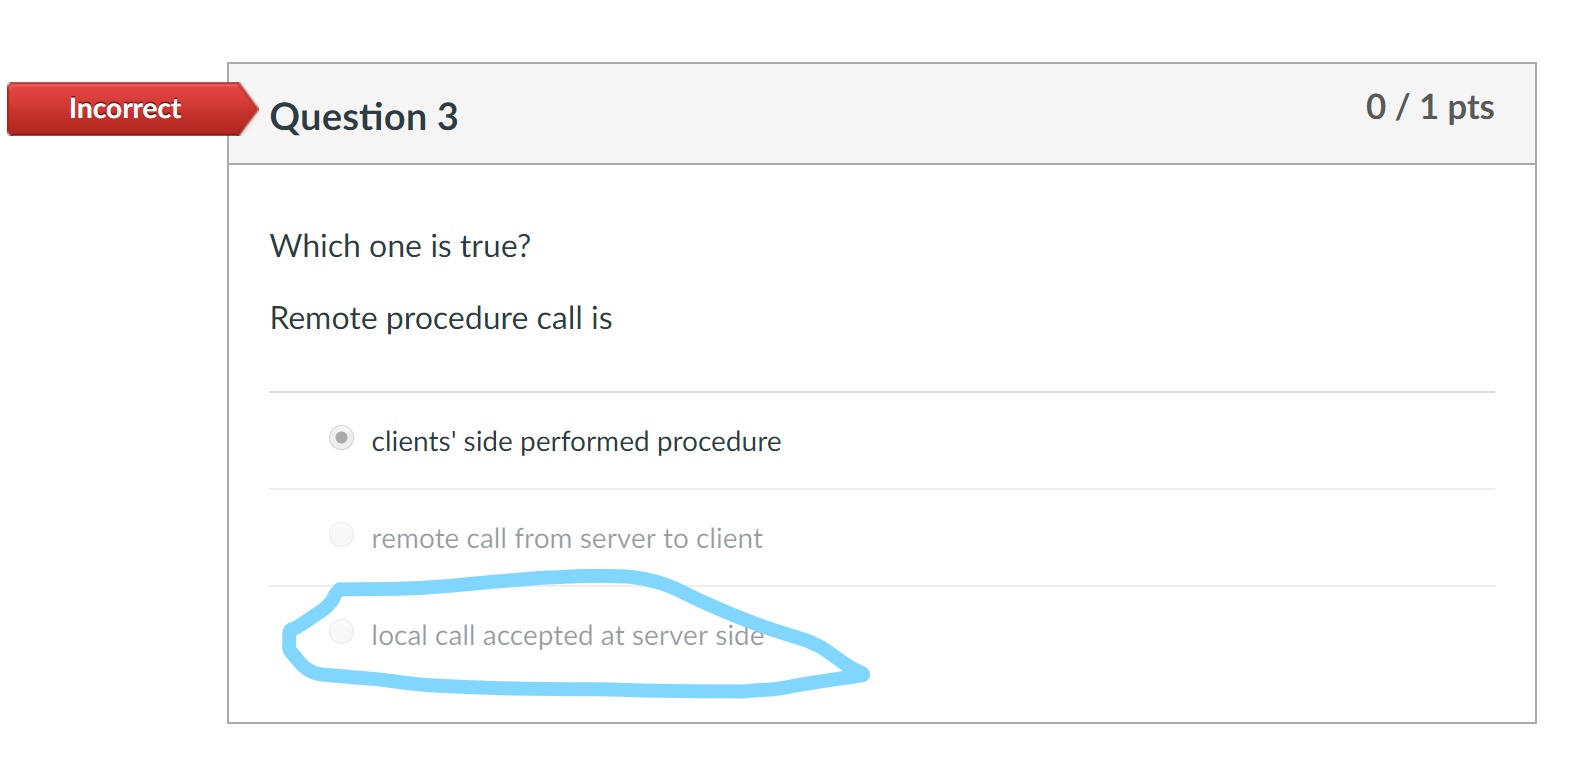 Incorrect
Question 3
0 / 1 pts
Which one is true?
Remote procedure call is
clients' side performed procedure
remote call from server to client
local call accepted at server side